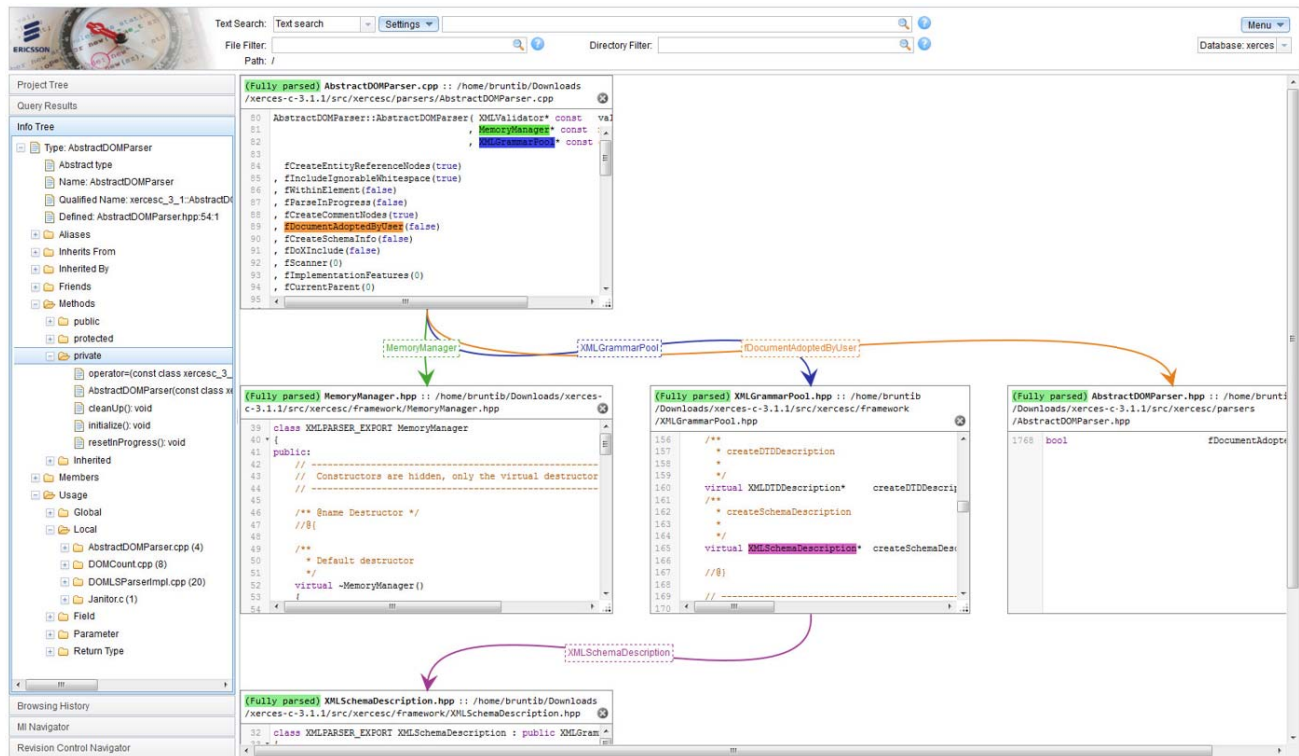 ERICSSON
Text Search: Text search Settings
File Filter: Directory Filter:
Path: /
Menu
Database: xerces
Project Tree
Query Results
Info Tree
Type: AbstractDOMParser
Abstract type
Name: AbstractDOMParser
Qualified Name: xercesc_3_1::AbstractDO
Defined: AbstractDOMParser.hpp:54:1
Aliases
Inherits From
Inherited By
Friends
Methods
public
protected
private
operator=(const class xercesc_3_
AbstractDOMParser(const class xe
cleanUp(): void
initialize(): void
resetInProgress(): void
Inherited
Members
Usage
Global
Local
AbstractDOMParser.cpp (4)
DOMCount.cpp (8)
DOMLSParserImpl.cpp (20)
Janitor.c (1)
Field
Parameter
Return Type
Browsing History
MI Navigator
Revision Control Navigator
(Fully parsed) AbstractDOMParser.cpp :: /home/bruntib/Downloads
/xerces-c-3.1.1/src/xercesc/parsers/AbstractDOMParser.cpp
80 AbstractDOMParser::AbstractDOMParser( XMLValidator* const val
81 , MemoryManager* const
82 , XMLGrammarPool* const
83
84 fCreateEntityReferenceNodes(true)
85 , fIncludeIgnorableWhitespace(true)
86 , fWithinElement(false)
87 , fParseInProgress(false)
88 , fCreateCommentNodes(true)
89 , fDocumentAdoptedByUser(false)
90 , fCreateSchemaInfo(false)
91 , fDoXInclude(false)
92 , fScanner(0)
93 , fImplementationFeatures(0)
94 , fCurrentParent(0)
95
MemoryManager XMLGrammarPool fDocumentAdoptedByUser
(Fully parsed) MemoryManager.hpp :: /home/bruntib/Downloads/xerces-
c-3.1.1/src/xercesc/framework/MemoryManager.hpp
39 class XMLPARSER_EXPORT MemoryManager
40 {
41 public:
42 // -----------------------------------------------------
43 // Constructors are hidden, only the virtual destructor
44 // -----------------------------------------------------
45
46 /** @name Destructor */
47 //@{
48
49 /**
50 * Default destructor
51 */
52 virtual ~MemoryManager()
53 {
54
(Fully parsed) XMLGrammarPool.hpp :: /home/bruntib
/Downloads/xerces-c-3.1.1/src/xercesc/framework
/XMLGrammarPool.hpp
156 /**
157 * createDTDDescription
158 *
159 */
160 virtual XMLDTDDescription* createDTDDescrip
161 /**
162 * createSchemaDescription
163 *
164 */
165 virtual XMLSchemaDescription* createSchemaDes
166
167 //@}
168
169 // -----------------------------------
170
(Fully parsed) AbstractDOMParser.hpp :: /home/brunti
/Downloads/xerces-c-3.1.1/src/xercesc/parsers
/AbstractDOMParser.hpp
1768 bool fDocumentAdopte
XMLSchemaDescription
(Fully parsed) XMLSchemaDescription.hpp :: /home/bruntib/Downloads
/xerces-c-3.1.1/src/xercesc/framework/XMLSchemaDescription.hpp
32 class XMLPARSER_EXPORT XMLSchemaDescription : public XMLGram